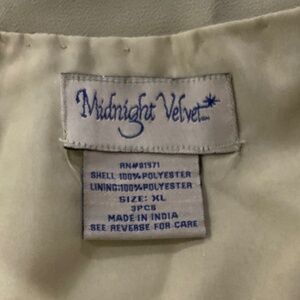 Midnight Velvet
RN#81971
SHELL 100% POLYESTER
LINING: 100% POLYESTER
SIZE: XL
3PCS
MADE IN INDIA
SEE REVERSE FOR CARE